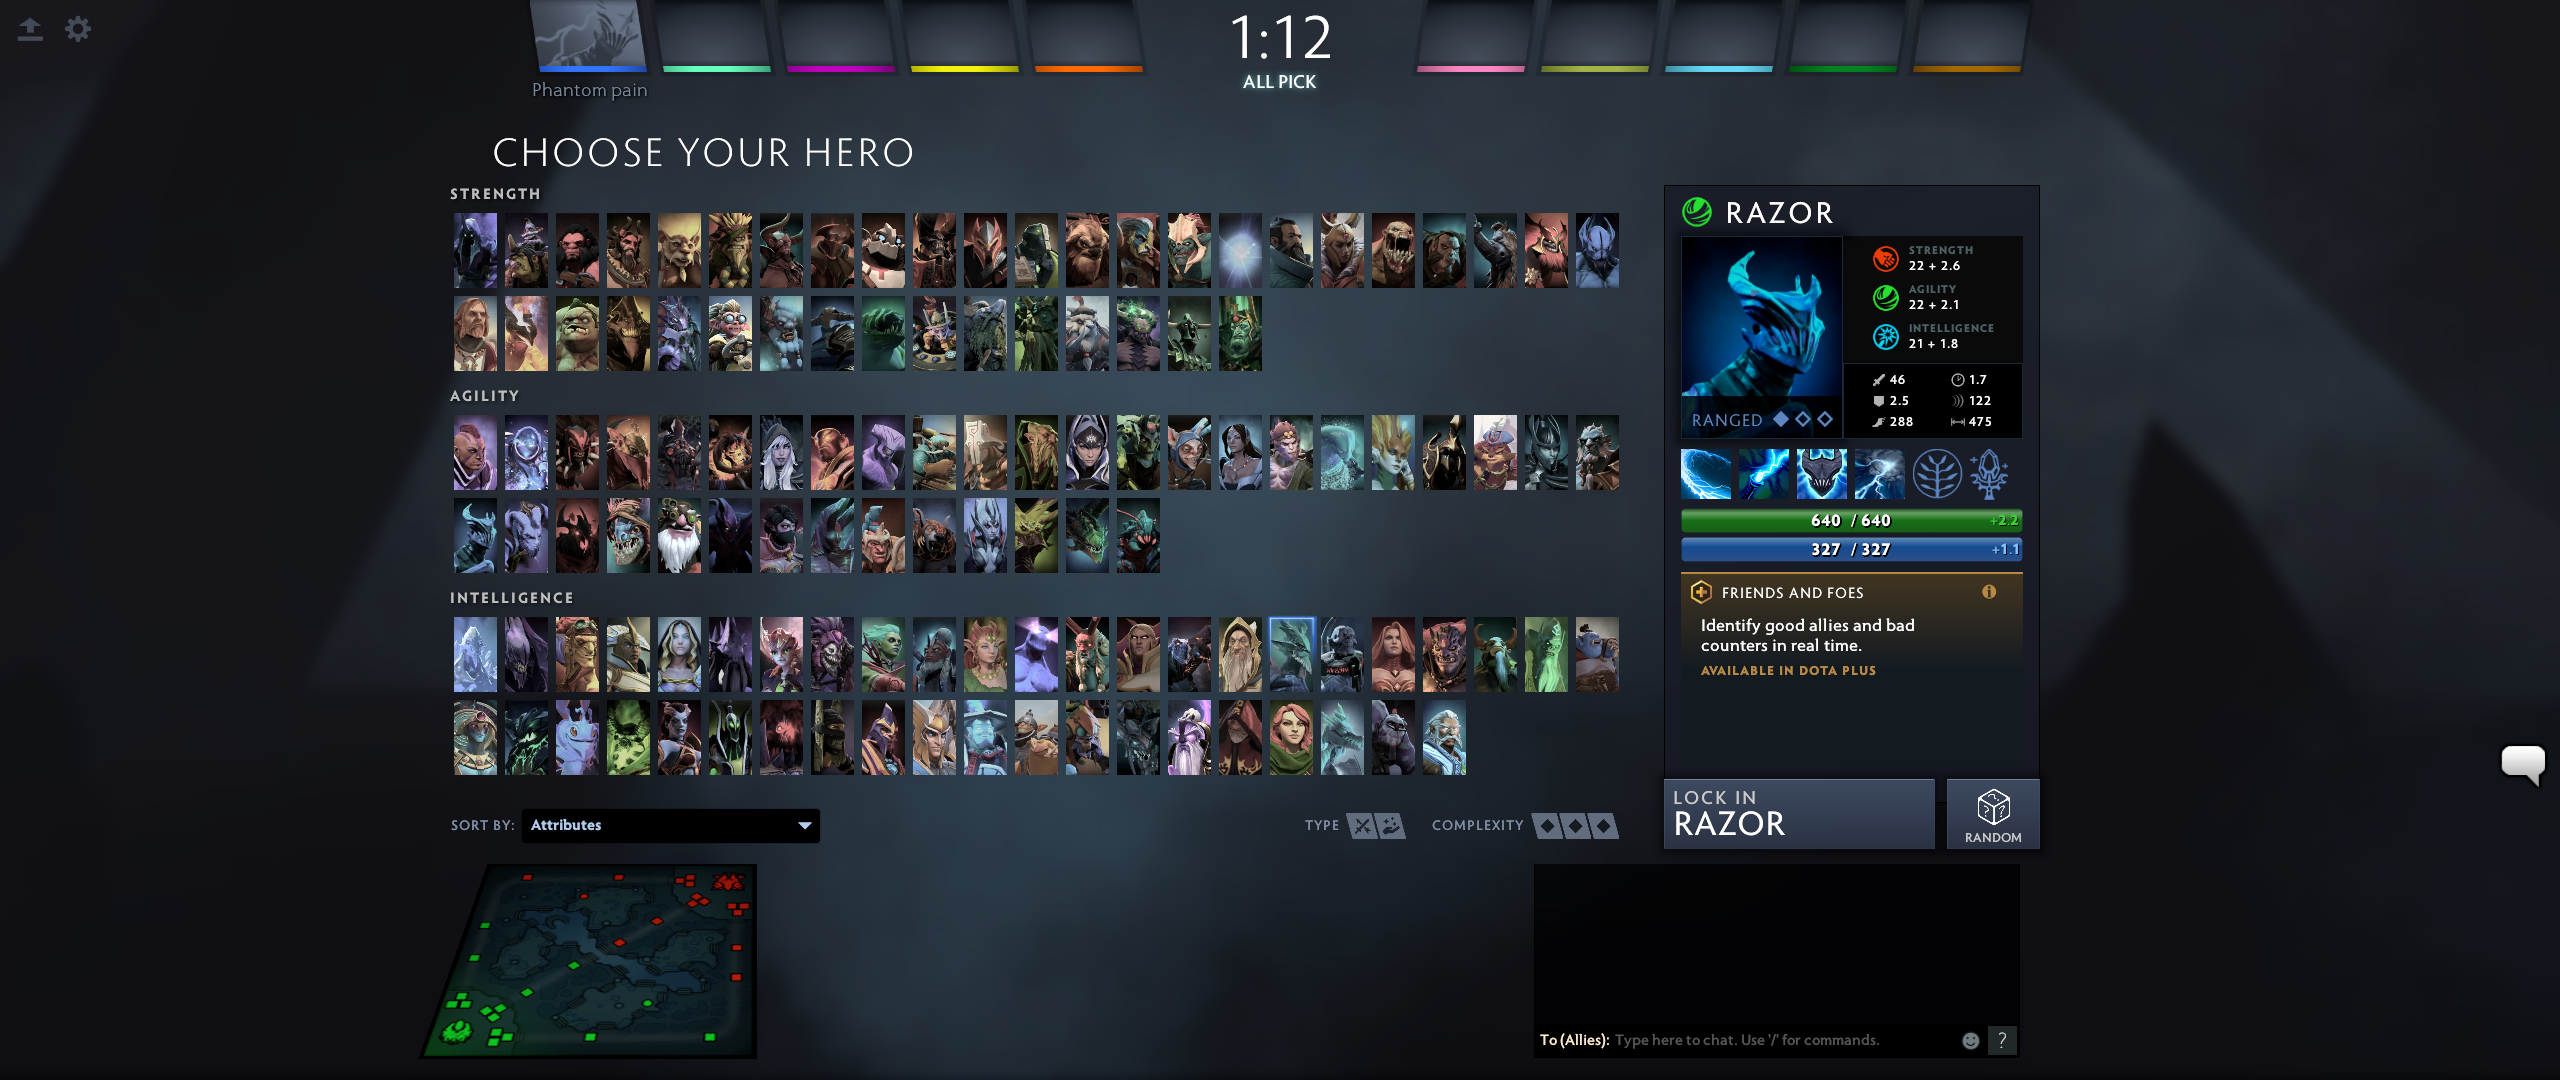 1:12
ALL PICK
Phantom pain
CHOOSE YOUR HERO
STRENGTH
AGILITY
INTELLIGENCE
RAZOR
STRENGTH
22 + 2.6
AGILITY
22 + 2.1
INTELLIGENCE
21 + 1.8
46 1.7
2.5 122
288 475
RANGED
640 / 640 +2.2
327 / 327 +1.1
FRIENDS AND FOES
Identify good allies and bad
counters in real time.
AVAILABLE IN DOTA PLUS
LOCK IN
RAZOR
RANDOM
SORT BY: Attributes
TYPE
COMPLEXITY
To (Allies): Type here to chat. Use '/' for commands.
?